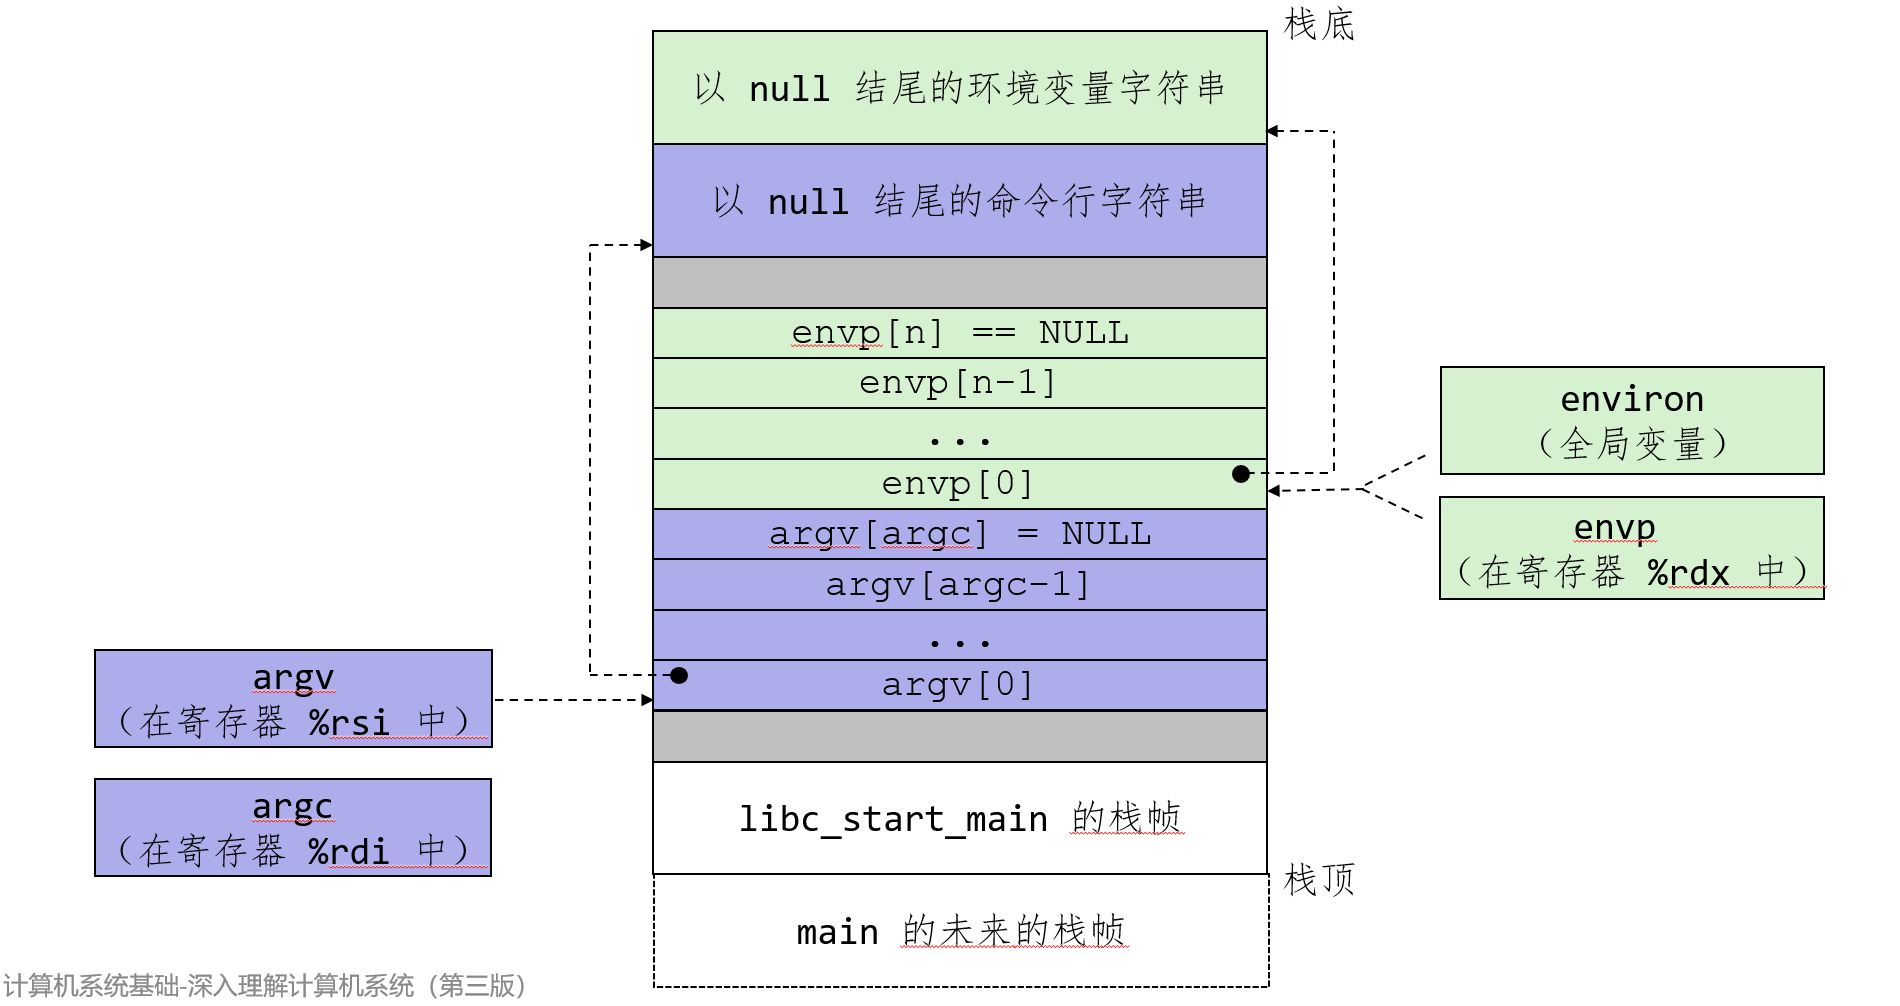 栈底
以 null 结尾的环境变量字符串
以 null 结尾的命令行字符串
envp[n] == NULL
envp[n-1]
...
envp[0]
argv[argc] = NULL
argv[argc-1]
...
argv[0]
libc_start_main 的栈帧
栈顶
main 的未来的栈帧
environ
（全局变量）
envp
（在寄存器 %rdx 中）
argv
（在寄存器 %rsi 中）
argc
（在寄存器 %rdi 中）
计算机系统基础-深入理解计算机系统（第三版）